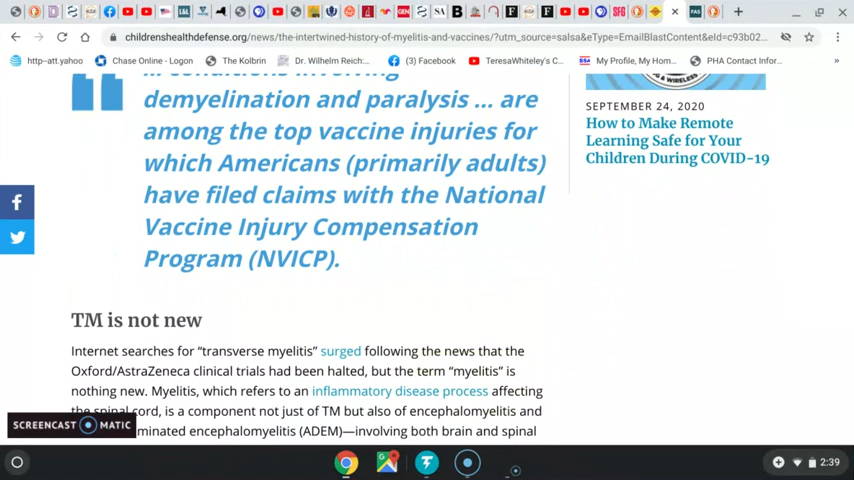 childrenshealthdefense.org/news/the-intertwined-history-of-myelitis-and-vaccines/?utm_source=salsa&eType=EmailBlastContent&eId=c93b02...
http--att.yahoo
Chase Online - Logon
The Kolbrin
Dr. Wilhelm Reich:...
(3) Facebook
TeresaWhiteley's C...
My Profile, My Hom...
PHA Contact Infor...
... conditions involving
demyelination and paralysis ... are
among the top vaccine injuries for
which Americans (primarily adults)
have filed claims with the National
Vaccine Injury Compensation
Program (NVICP).
TM is not new
Internet searches for “transverse myelitis” surged following the news that the
Oxford/AstraZeneca clinical trials had been halted, but the term “myelitis” is
nothing new. Myelitis, which refers to an inflammatory disease process affecting
the spinal cord, is a component not just of TM but also of encephalomyelitis and
minated encephalomyelitis (ADEM)—involving both brain and spinal
& WIRELESS
SEPTEMBER 24, 2020
How to Make Remote
Learning Safe for Your
Children During COVID-19
SCREENCAST MATIC
2:39